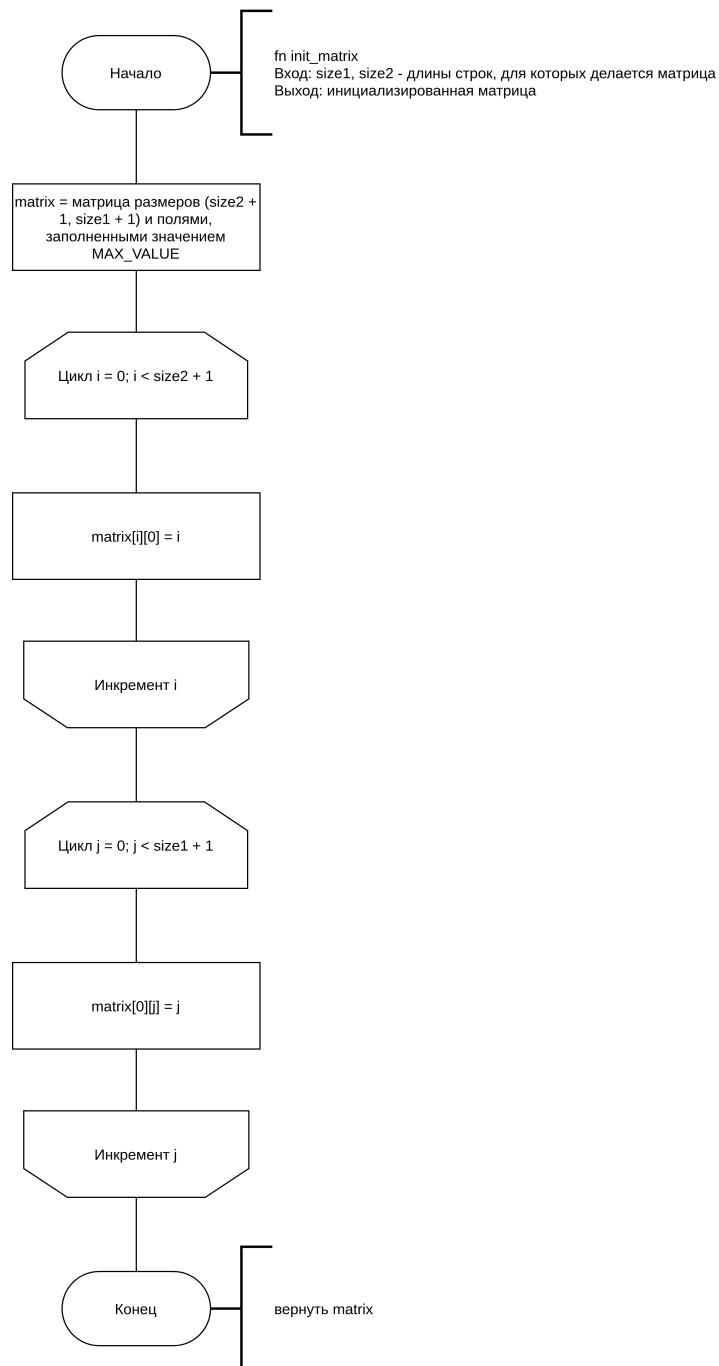 Начало
fn init_matrix
Вход: size1, size2 - длины строк, для которых делается матрица
Выход: инициализированная матрица
matrix = матрица размеров (size2 +
1, size1 + 1) и полями,
заполненными значением
MAX_VALUE
Цикл i = 0; i < size2 + 1
matrix[i][0] = i
Инкремент i
Цикл j = 0; j < size1 + 1
matrix[0][j] = j
Инкремент j
Конец
вернуть matrix